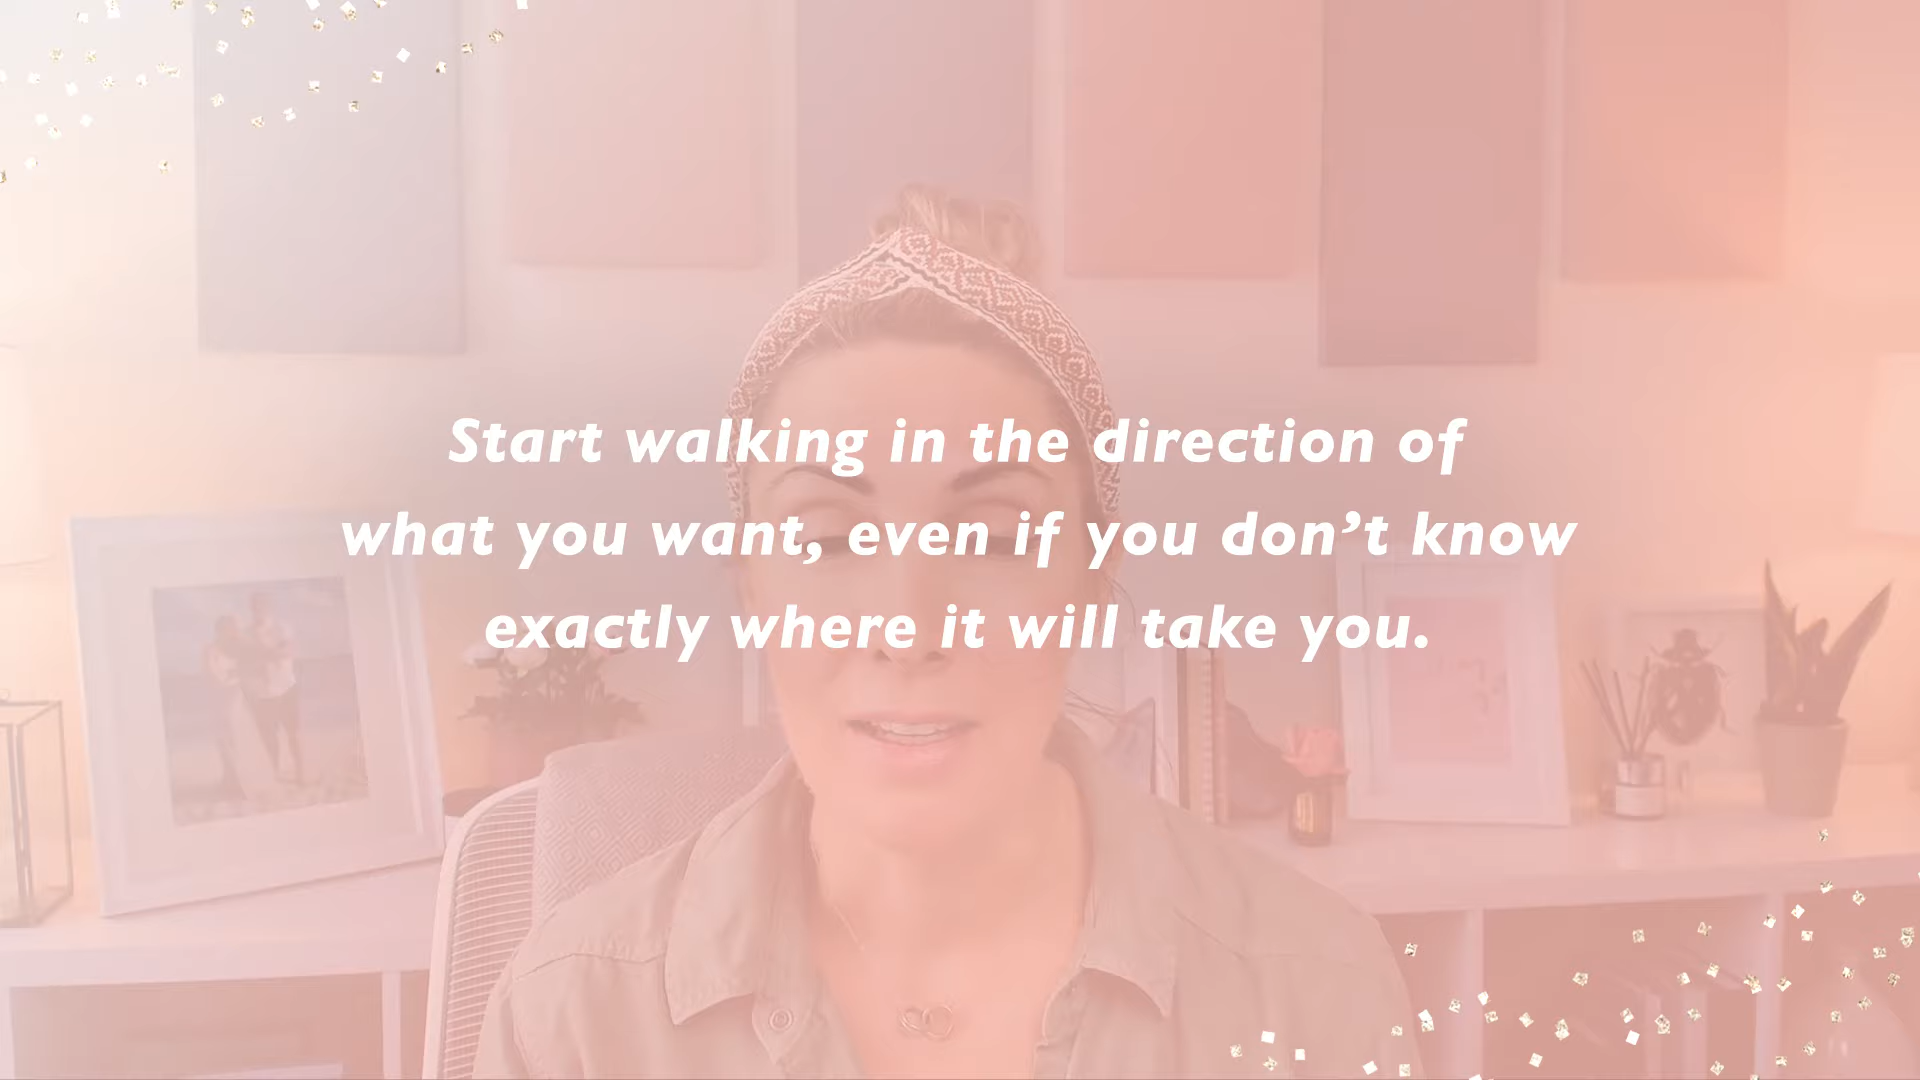 Start walking in the direction of
what you want, even if you don’t know
exactly where it will take you.